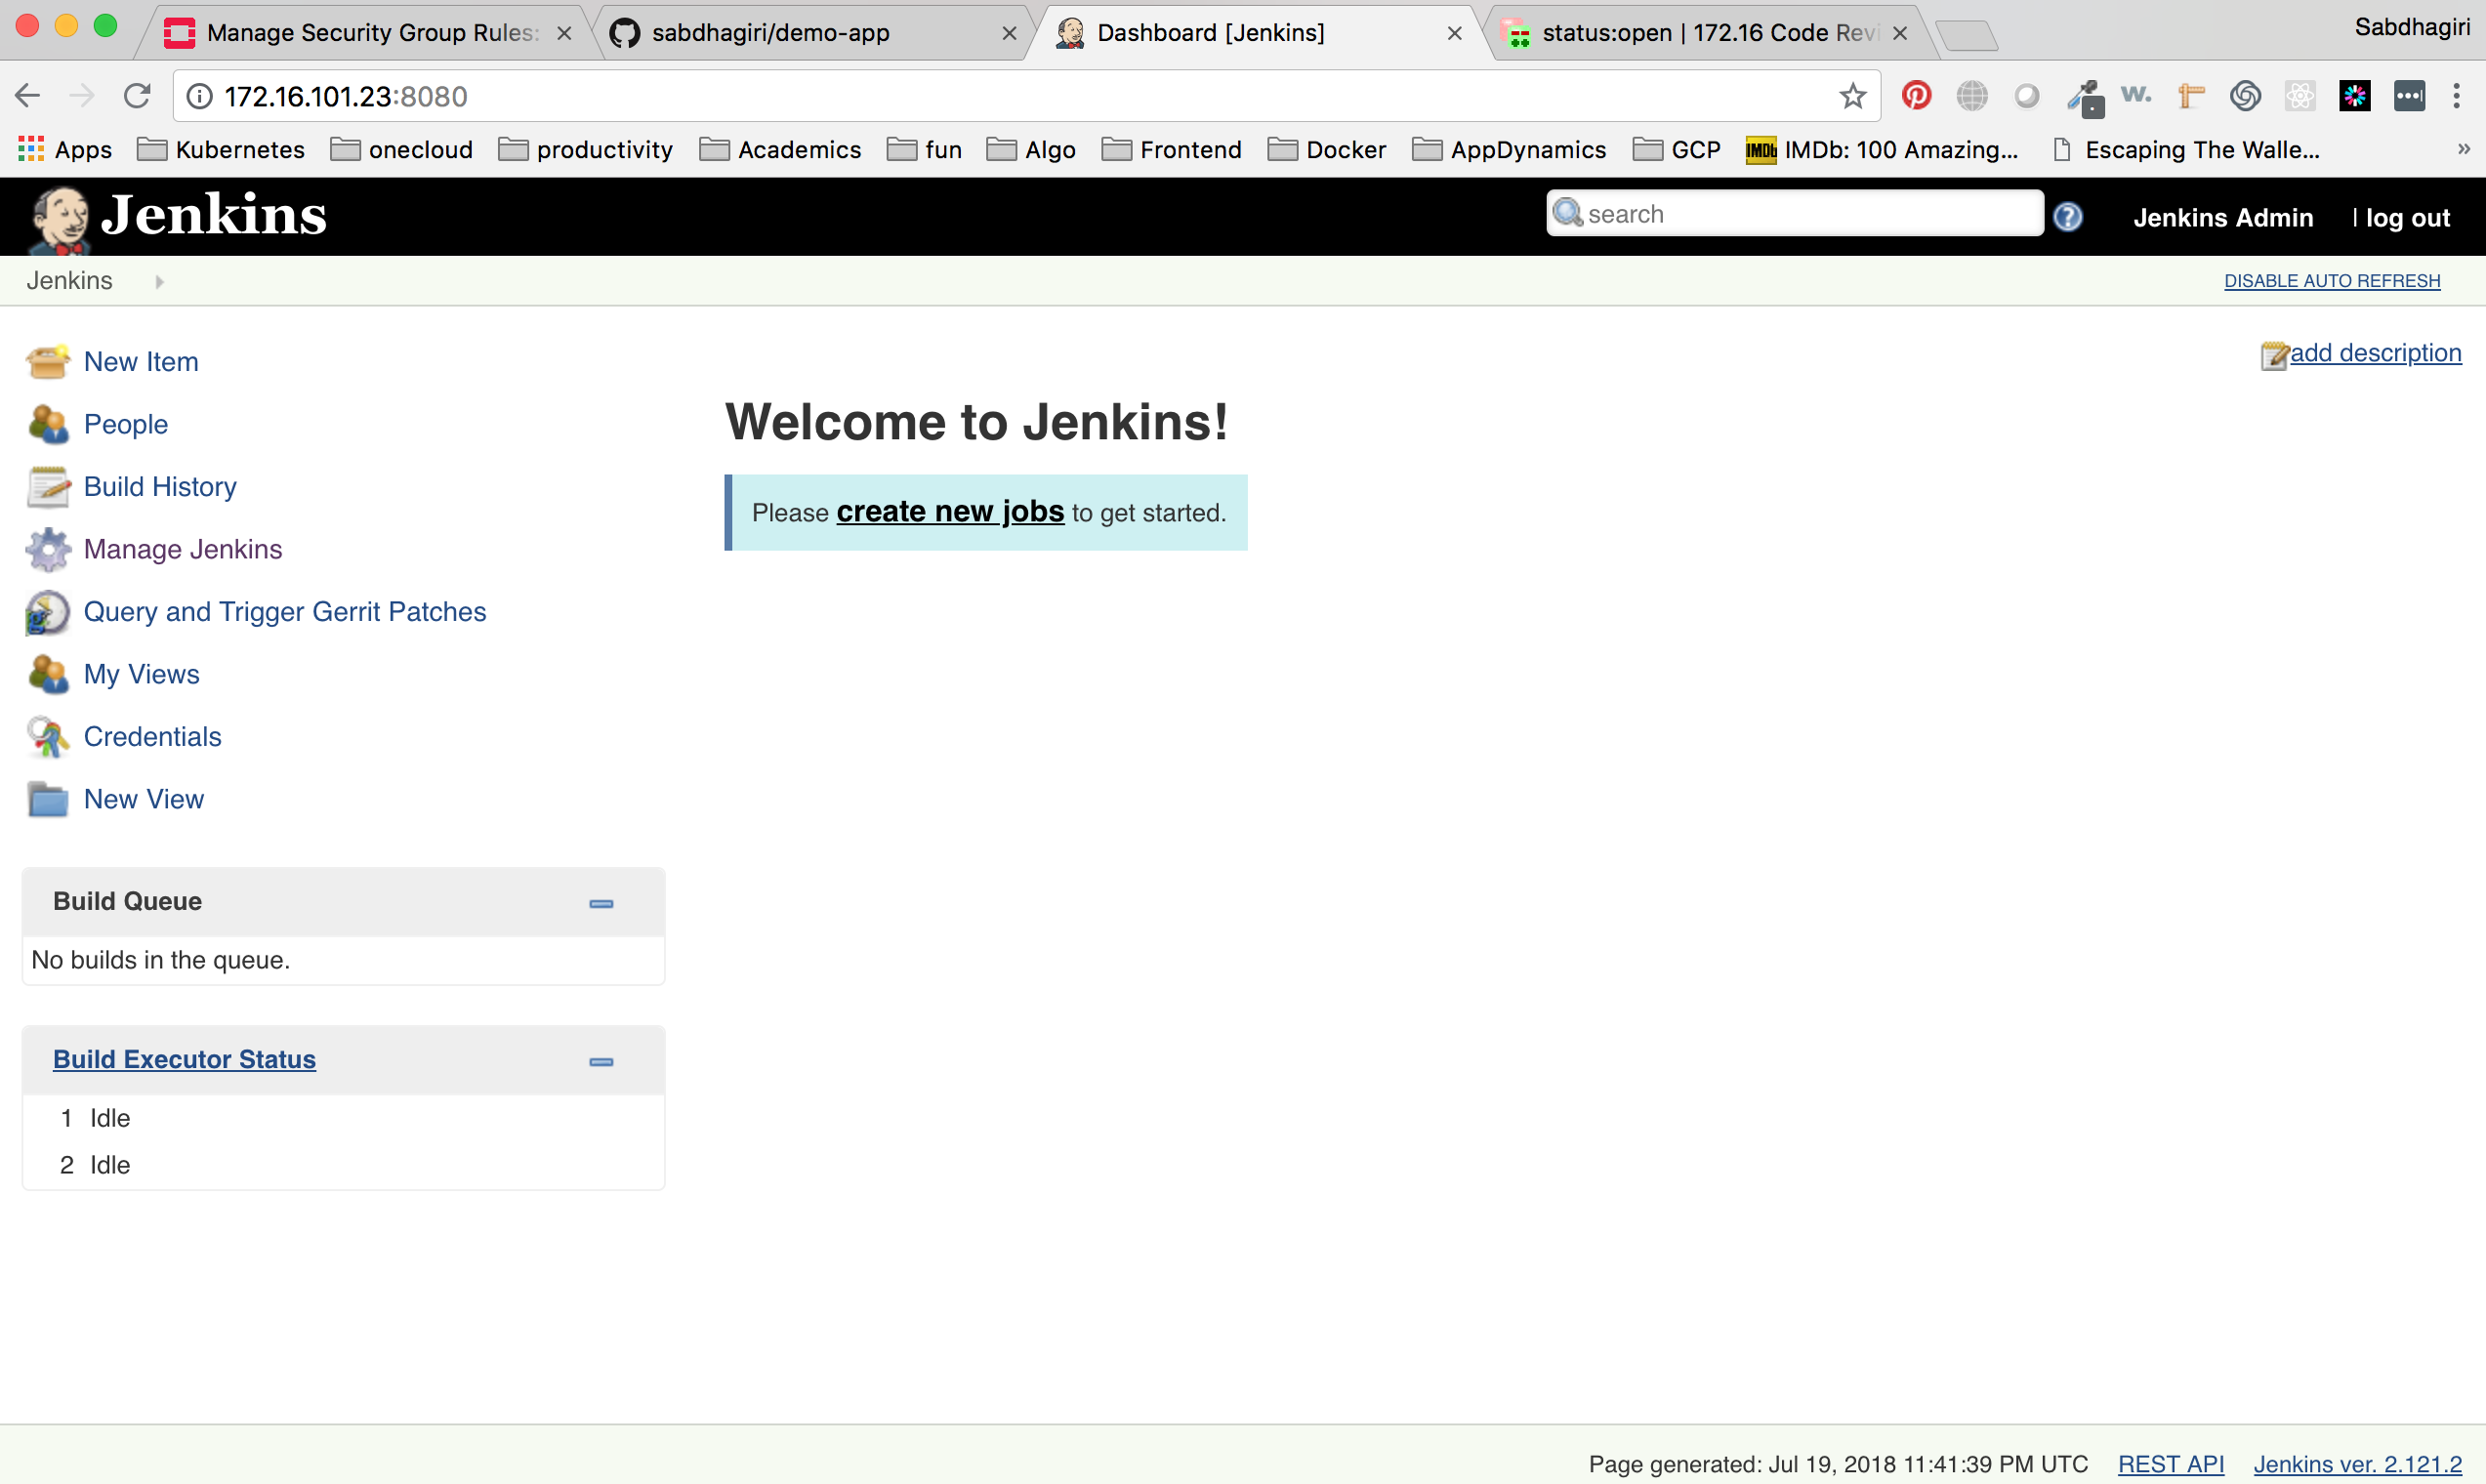 Manage Security Group Rules:
sabdhagiri/demo-app
Dashboard [Jenkins]
status:open | 172.16 Code Revi
Sabdhagiri
172.16.101.23:8080
w.
Apps
Kubernetes
onecloud
productivity
Academics
fun
Algo
Frontend
Docker
AppDynamics
GCP
IMDb
IMDb: 100 Amazing...
Escaping The Walle...
»
Jenkins
search
Jenkins Admin
| log out
Jenkins
DISABLE AUTO REFRESH
New Item
People
Build History
Manage Jenkins
Query and Trigger Gerrit Patches
My Views
Credentials
New View
add description
Welcome to Jenkins!
Please create new jobs to get started.
Build Queue
No builds in the queue.
Build Executor Status
1 Idle
2 Idle
Page generated: Jul 19, 2018 11:41:39 PM UTC
REST API
Jenkins ver. 2.121.2